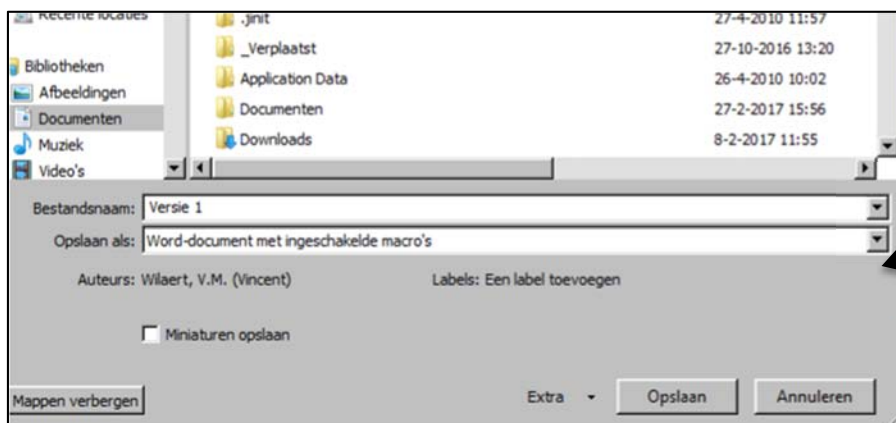 Recente locaties
.jinit 27-4-2010 11:57
_Verplaatst 27-10-2016 13:20
Bibliotheken
Application Data 26-4-2010 10:02
Afbeeldingen
Documenten 27-2-2017 15:56
Documenten
Downloads 8-2-2017 11:55
Muziek
Video's
Bestandsnaam: Versie 1
Opslaan als: Word-document met ingeschakelde macro's
Auteurs: Wilaert, V.M. (Vincent) Labels: Een label toevoegen
Miniaturen opslaan
Mappen verbergen Extra Opslaan Annuleren